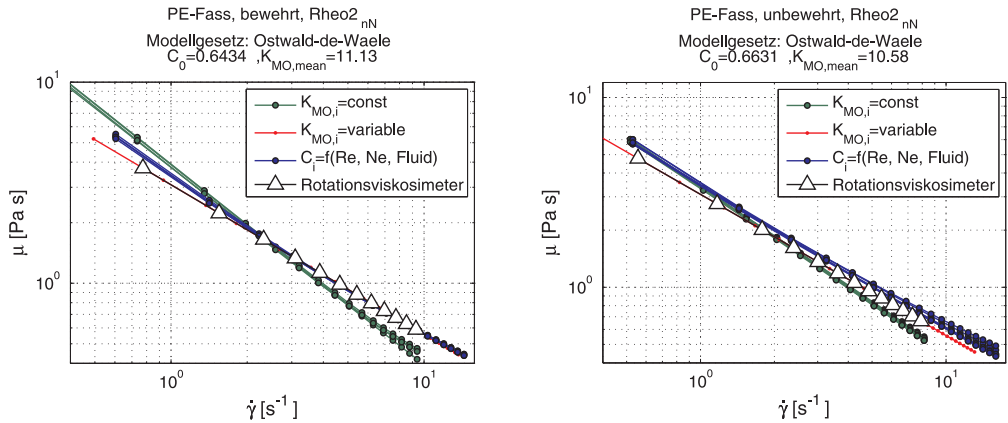 PE-Fass, bewehrt, Rheo2nN
Modellgesetz: Ostwald-de-Waele
C0=0.6434 ,KMO,mean=11.13
10^1
10^0
μ [Pa s]
KMO,i=const
KMO,i=variable
Ci=f(Re, Ne, Fluid)
Rotationsviskosimeter
10^0
10^1
γ̇ [s^-1]
PE-Fass, unbewehrt, Rheo2nN
Modellgesetz: Ostwald-de-Waele
C0=0.6631 ,KMO,mean=10.58
10^1
10^0
μ [Pa s]
KMO,i=const
KMO,i=variable
Ci=f(Re, Ne, Fluid)
Rotationsviskosimeter
10^0
10^1
γ̇ [s^-1]